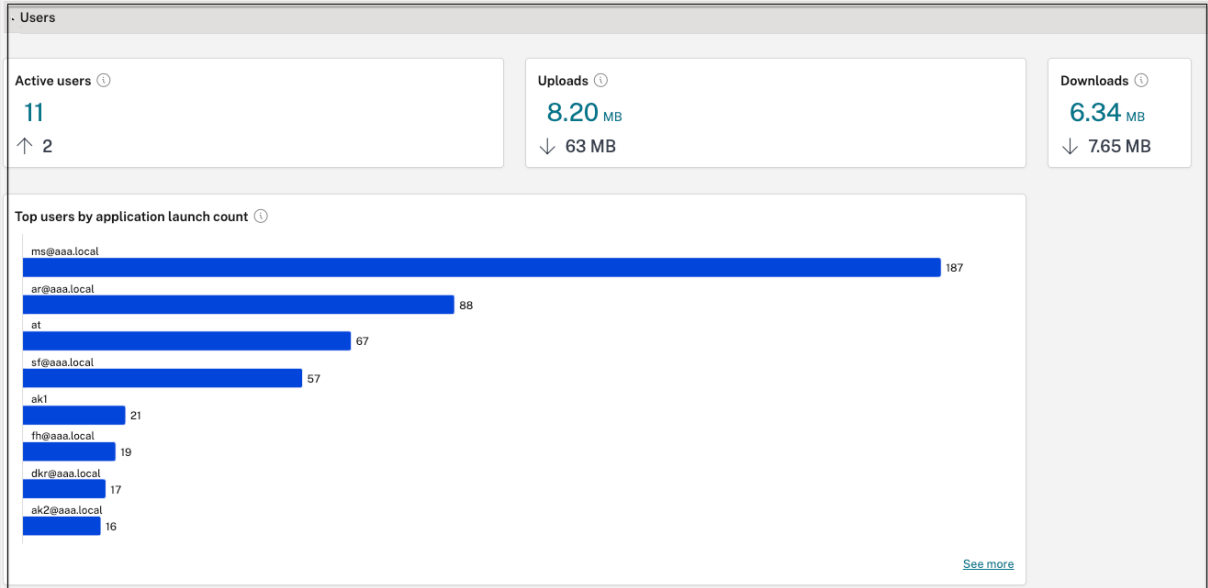 Users
Active users
11
↑ 2
Uploads
8.20 MB
↓ 63 MB
Downloads
6.34 MB
↓ 7.65 MB
Top users by application launch count
ms@aaa.local
187
ar@aaa.local
88
at
67
sf@aaa.local
57
ak1
21
fh@aaa.local
19
dkr@aaa.local
17
ak2@aaa.local
16
See more